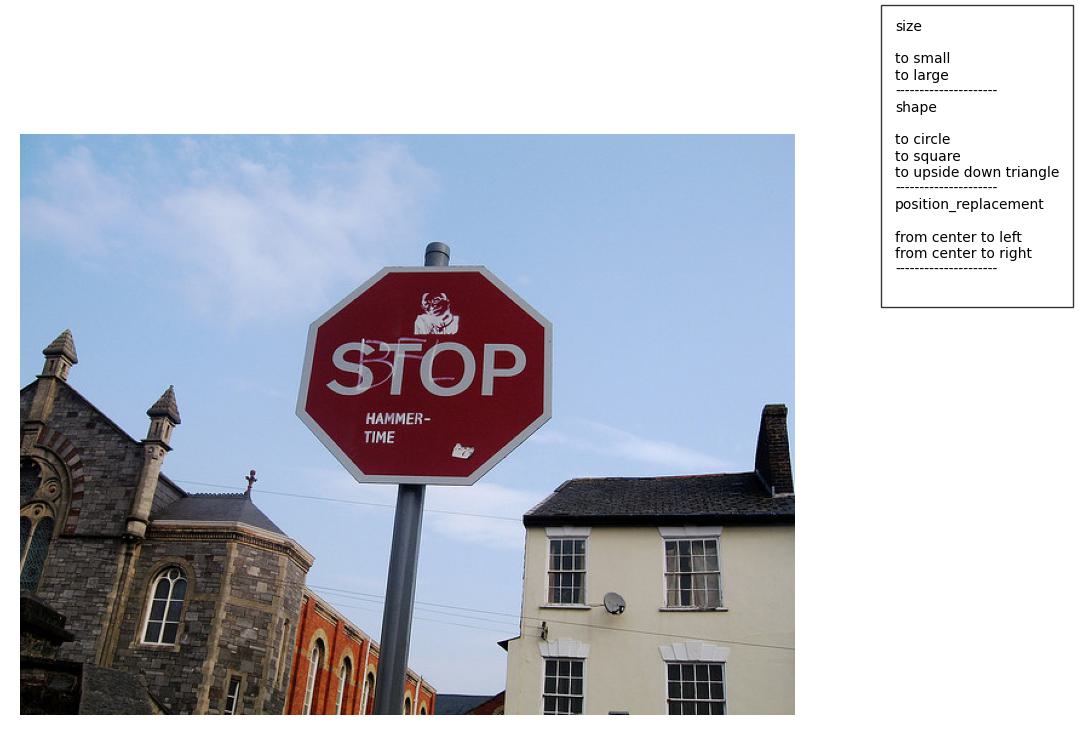 size
to small
to large
---------------------
shape
to circle
to square
to upside down triangle
---------------------
position_replacement
from center to left
from center to right
---------------------
STOP
HAMMER-
TIME